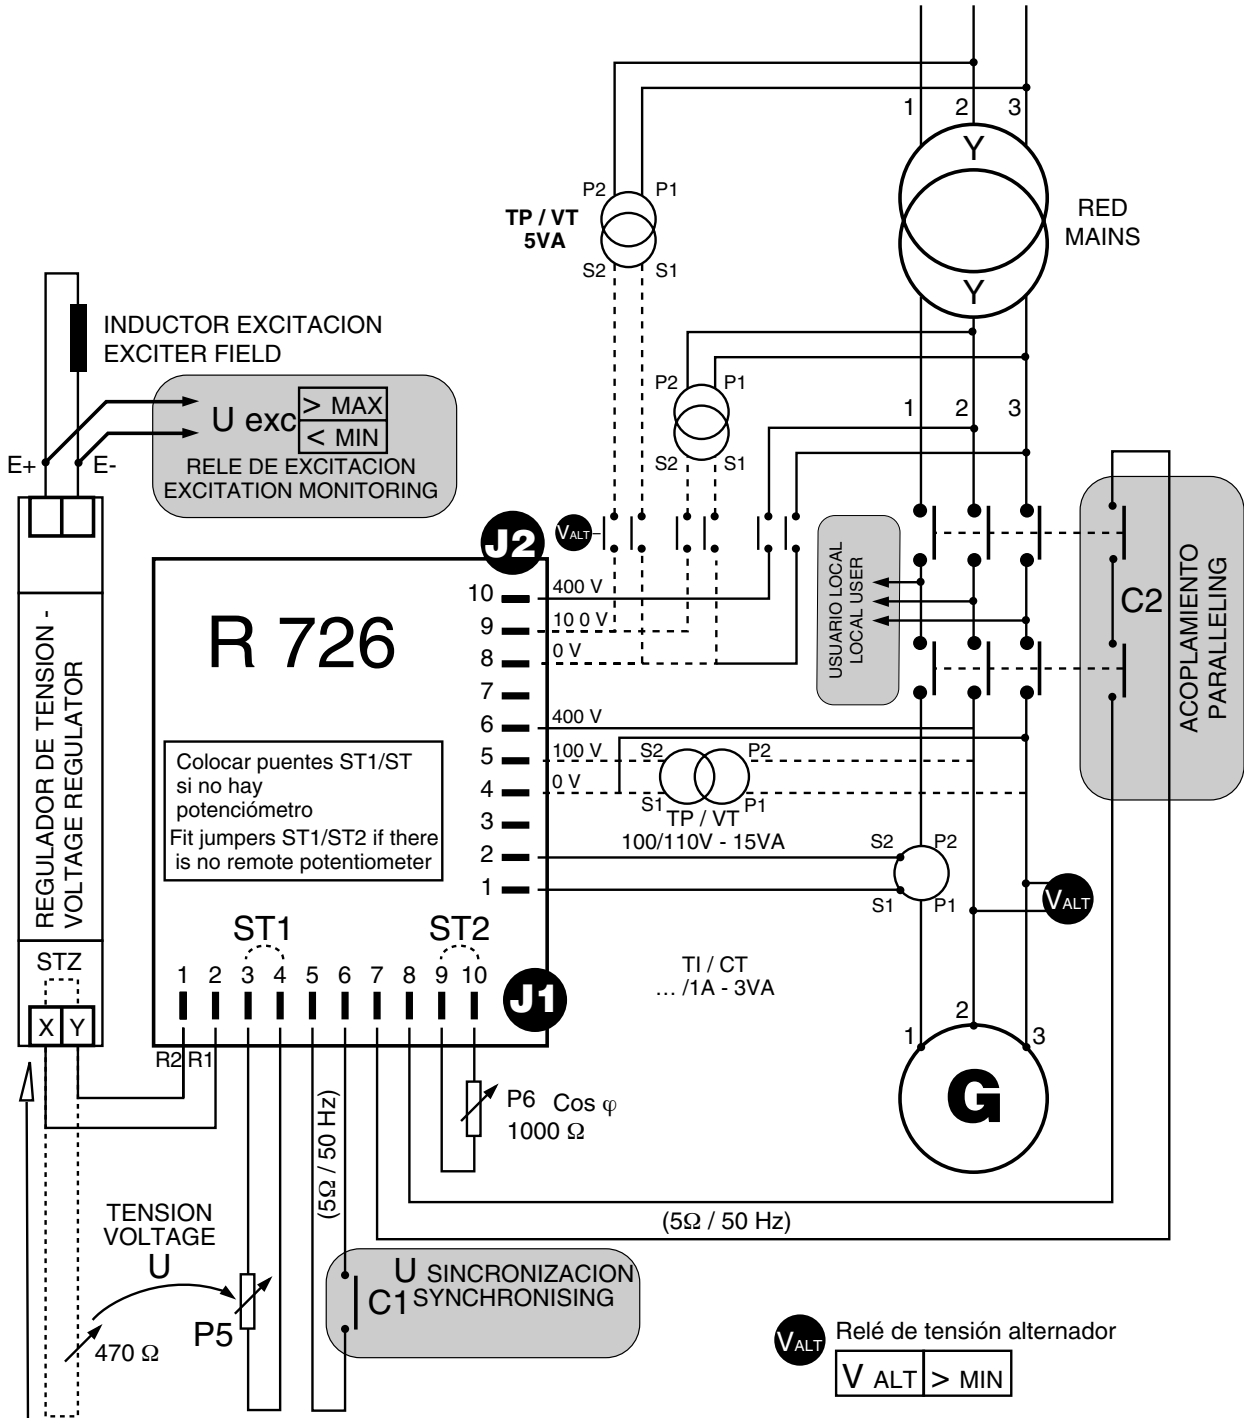 1 2 3
Y
P2 P1
TP / VT
5VA
RED
MAINS
S2 S1
Y
INDUCTOR EXCITACION
EXCITER FIELD
P2 P1
U exc
> MAX
< MIN
1 2 3
E+ E-
RELE DE EXCITACION
EXCITATION MONITORING
S2 S1
J2
VALT
USUARIO LOCAL
LOCAL USER
C2
ACOPLAMIENTO
PARALLELING
R 726
10 400 V
9 10 0 V
8 0 V
7
6 400 V
5 100 V
4 0 V
3
2
1
S2 P2
S1 P1
TP / VT
100/110V - 15VA
REGULADOR DE TENSION -
VOLTAGE REGULATOR
Colocar puentes ST1/ST
si no hay
potenciómetro
Fit jumpers ST1/ST2 if there
is no remote potentiometer
S2 P2
S1 P1
VALT
ST1 ST2
STZ
1 2 3 4 5 6 7 8 9 10
J1
TI / CT
... /1A - 3VA
X Y
R2 R1
1 2 3
G
P6 Cos φ
1000 Ω
(5Ω / 50 Hz)
(5Ω / 50 Hz)
TENSION
VOLTAGE
U
P5
470 Ω
U SINCRONIZACION
C1 SYNCHRONISING
VALT
Relé de tensión alternador
V ALT > MIN